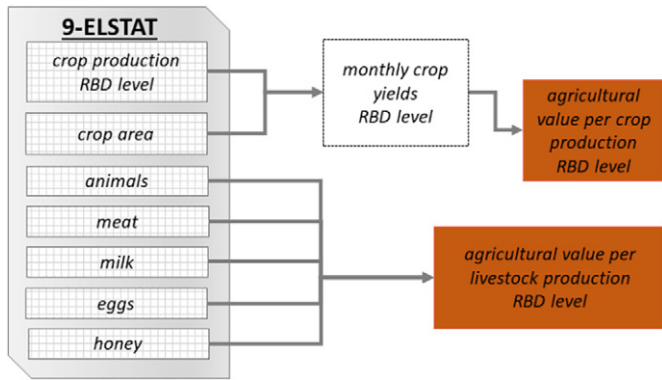 9-ELSTAT
crop production
RBD level
crop area
animals
meat
milk
eggs
honey
monthly crop
yields
RBD level
agricultural
value per crop
production
RBD level
agricultural value per
livestock production
RBD level